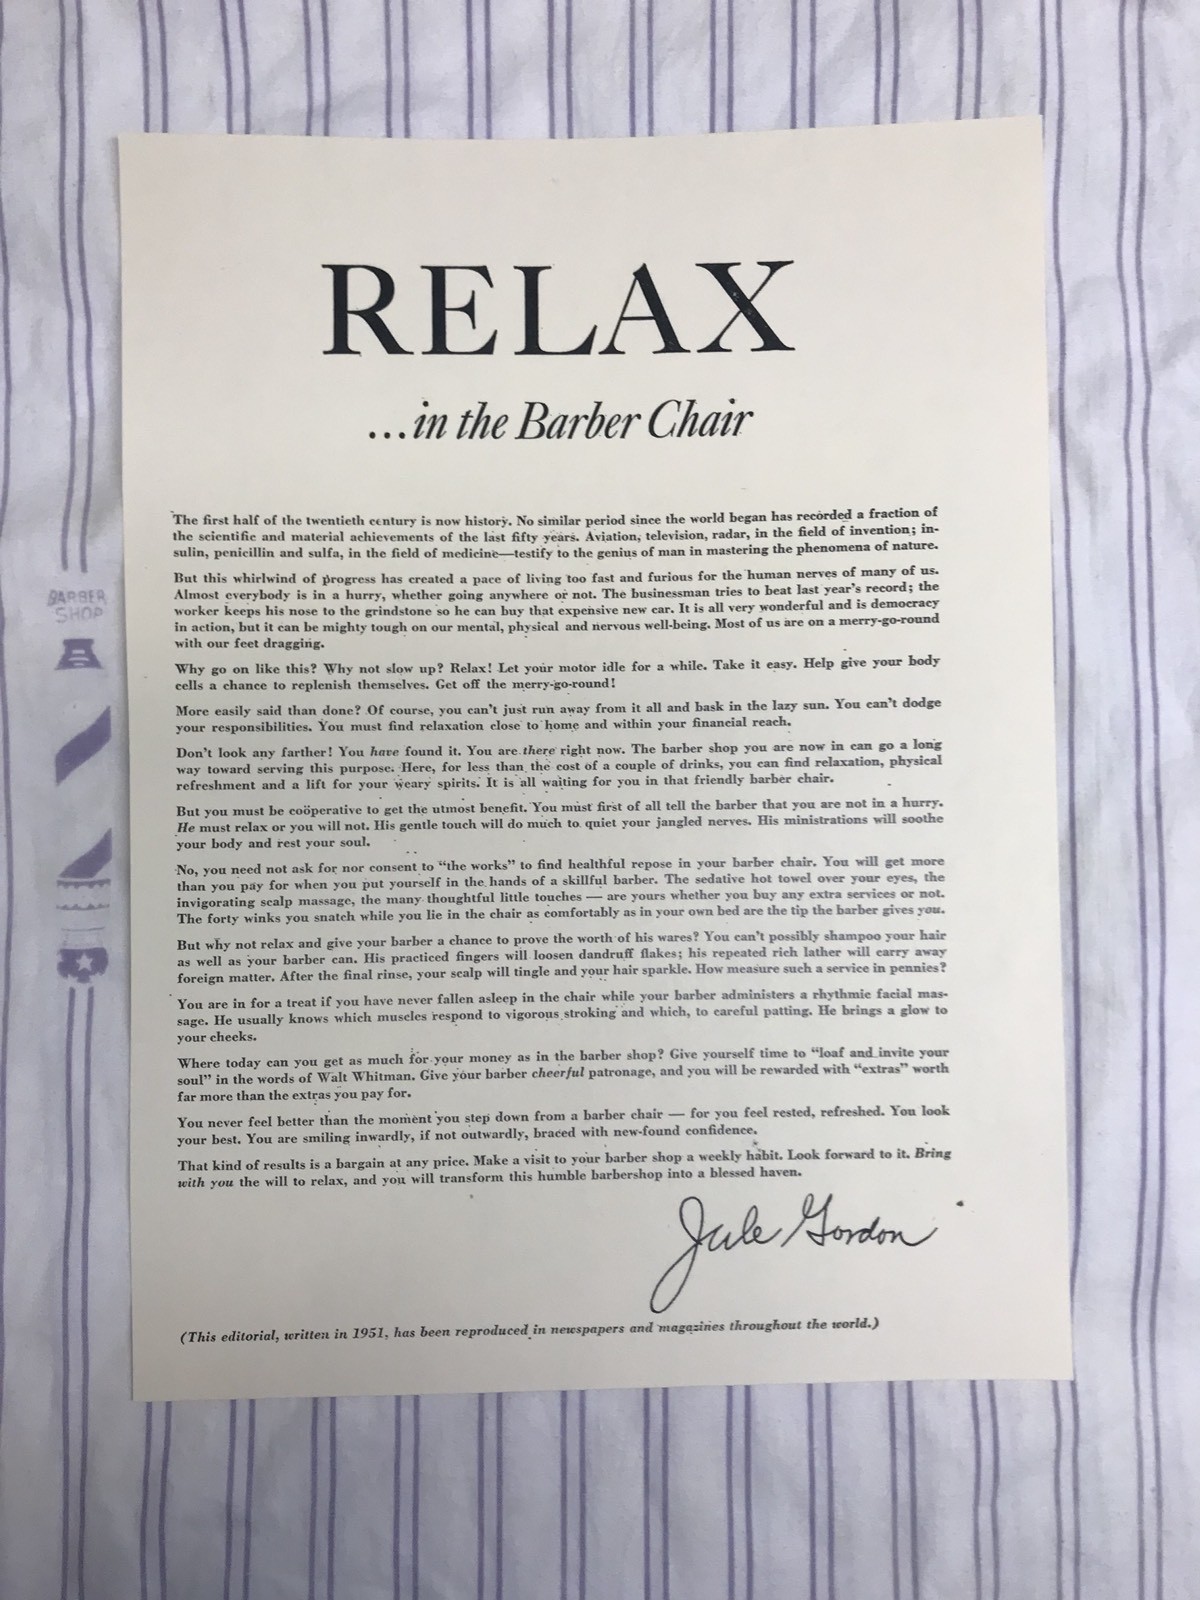 RELAX
...in the Barber Chair
The first half of the twentieth century is now history. No similar period since the world began has recorded a fraction of
the scientific and material achievements of the last fifty years. Aviation, television, radar, in the field of invention; in-
sulin, penicillin and sulfa, in the field of medicine—testify to the genius of man in mastering the phenomena of nature.
But this whirlwind of progress has created a pace of living too fast and furious for the human nerves of many of us.
Almost everybody is in a hurry, whether going anywhere or not. The businessman tries to beat last year's record; the
worker keeps his nose to the grindstone so he can buy that expensive new car. It is all very wonderful and is democracy
in action, but it can be mighty tough on our mental, physical and nervous well-being. Most of us are on a merry-go-round
with our feet dragging.
Why go on like this? Why not slow up? Relax! Let your motor idle for a while. Take it easy. Help give your body
cells a chance to replenish themselves. Get off the merry-go-round!
More easily said than done? Of course, you can't just run away from it all and bask in the lazy sun. You can't dodge
your responsibilities. You must find relaxation close to home and within your financial reach.
Don't look any farther! You have found it. You are there right now. The barber shop you are now in can go a long
way toward serving this purpose. Here, for less than the cost of a couple of drinks, you can find relaxation, physical
refreshment and a lift for your weary spirits. It is all waiting for you in that friendly barber chair.
But you must be coöperative to get the utmost benefit. You must first of all tell the barber that you are not in a hurry.
He must relax or you will not. His gentle touch will do much to quiet your jangled nerves. His ministrations will soothe
your body and rest your soul.
No, you need not ask for nor consent to "the works" to find healthful repose in your barber chair. You will get more
than you pay for when you put yourself in the hands of a skillful barber. The sedative hot towel over your eyes, the
invigorating scalp massage, the many thoughtful little touches — are yours whether you buy any extra services or not.
The forty winks you snatch while you lie in the chair as comfortably as in your own bed are the tip the barber gives you.
But why not relax and give your barber a chance to prove the worth of his wares? You can't possibly shampoo your hair
as well as your barber can. His practiced fingers will loosen dandruff flakes; his repeated rich lather will carry away
foreign matter. After the final rinse, your scalp will tingle and your hair sparkle. How measure such a service in pennies?
You are in for a treat if you have never fallen asleep in the chair while your barber administers a rhythmic facial mas-
sage. He usually knows which muscles respond to vigorous stroking and which, to careful patting. He brings a glow to
your cheeks.
Where today can you get as much for your money as in the barber shop? Give yourself time to "loaf and invite your
soul" in the words of Walt Whitman. Give your barber cheerful patronage, and you will be rewarded with "extras" worth
far more than the extras you pay for.
You never feel better than the moment you step down from a barber chair — for you feel rested, refreshed. You look
your best. You are smiling inwardly, if not outwardly, braced with new-found confidence.
That kind of results is a bargain at any price. Make a visit to your barber shop a weekly habit. Look forward to it. Bring
with you the will to relax, and you will transform this humble barbershop into a blessed haven.
Jule Gordon
(This editorial, written in 1951, has been reproduced in newspapers and magazines throughout the world.)
BARBER
SHOP